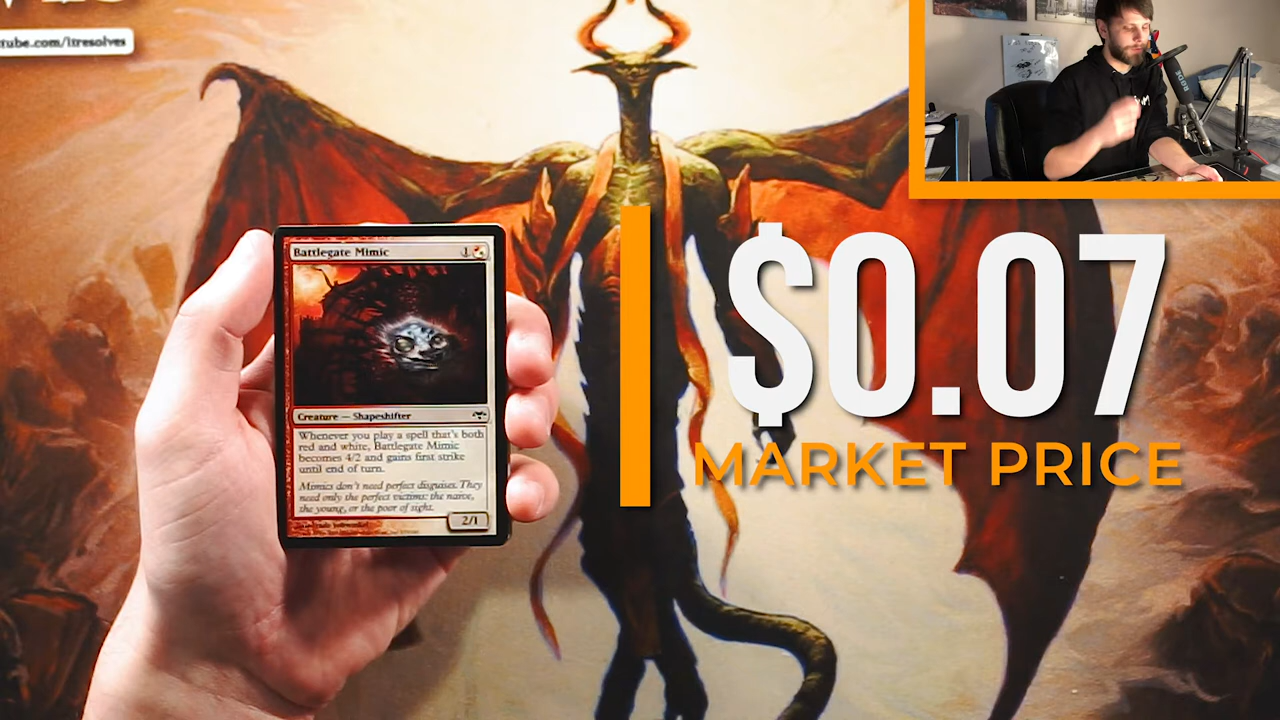 tube.com/itresolves
Battlegate Mimic
1
Creature — Shapeshifter
Whenever you play a spell that's both
red and white, Battlegate Mimic
becomes 4/2 and gains first strike
until end of turn.
Mimics don't need perfect disguises. They
need only the perfect victims: the naive,
the young, or the poor of sight.
2/1
$0.07
MARKET PRICE